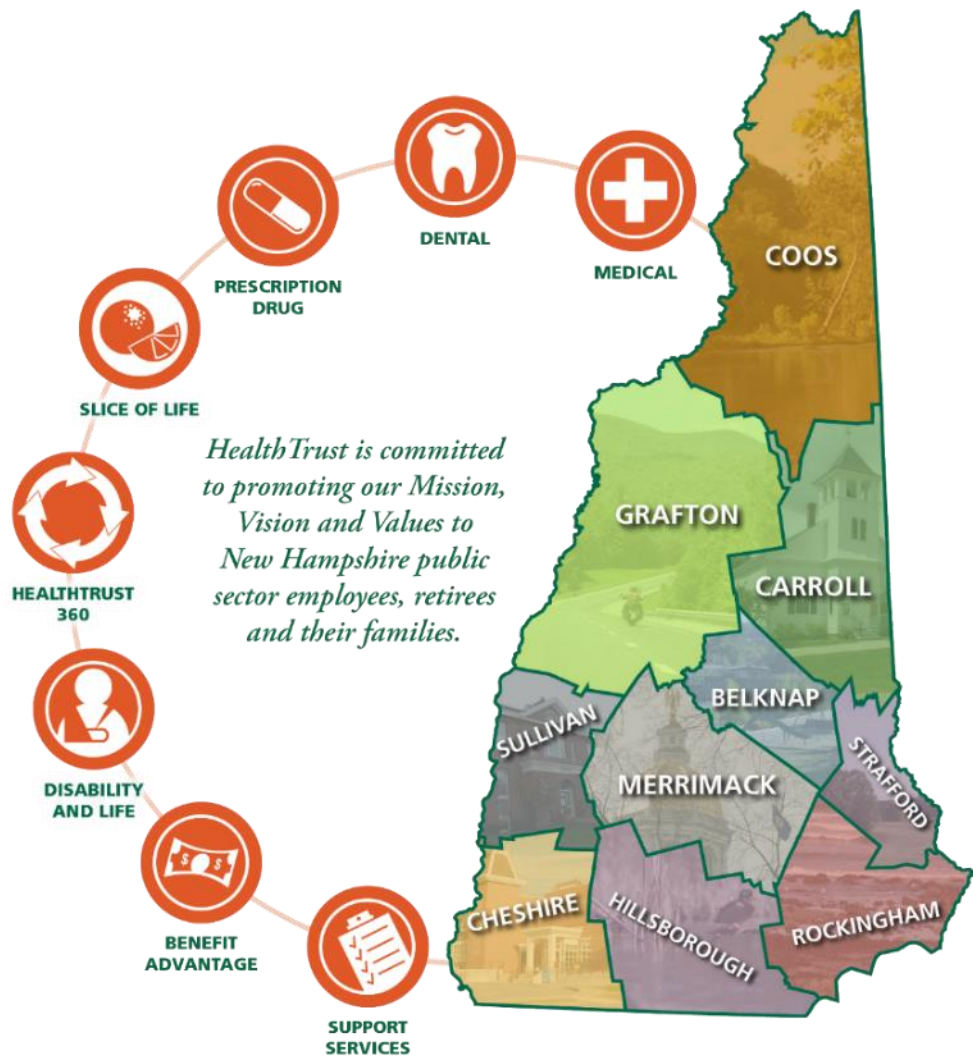 DENTAL
MEDICAL
PRESCRIPTION
DRUG
SLICE OF LIFE
HEALTHTRUST
360
DISABILITY
AND LIFE
BENEFIT
ADVANTAGE
SUPPORT
SERVICES
HealthTrust is committed
to promoting our Mission,
Vision and Values to
New Hampshire public
sector employees, retirees
and their families.
COOS
GRAFTON
CARROLL
BELKNAP
SULLIVAN
STRAFFORD
MERRIMACK
CHESHIRE
HILLSBOROUGH
ROCKINGHAM
$ $